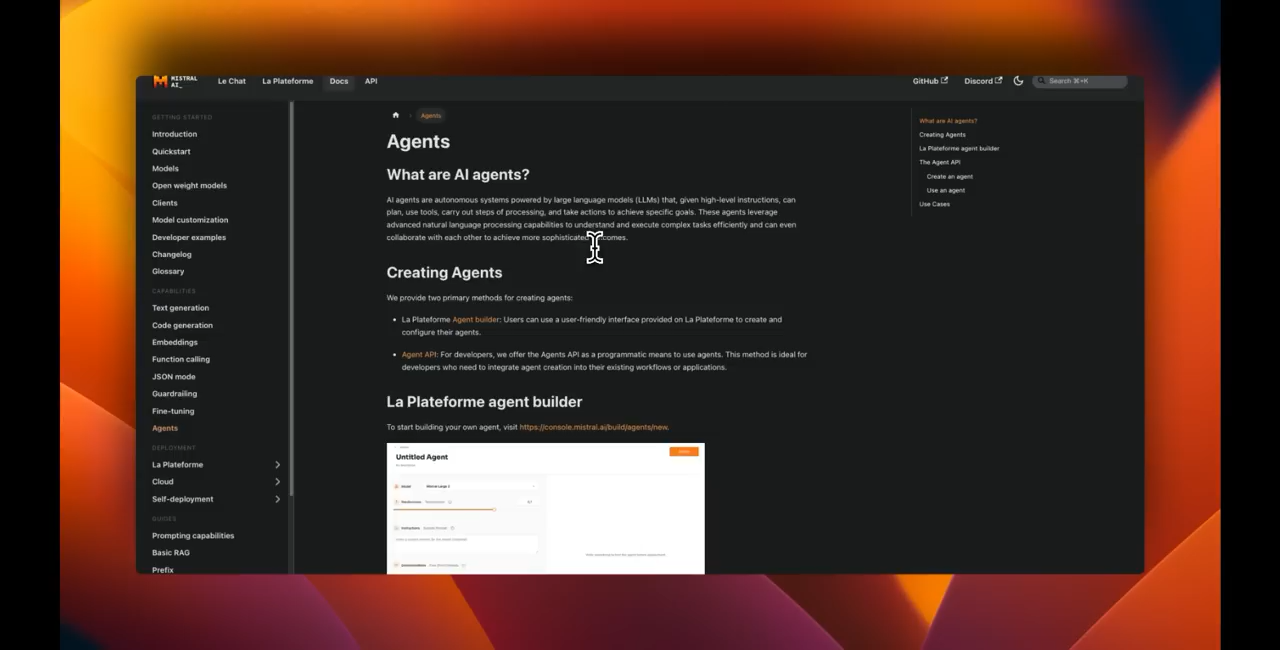 MISTRAL
AI_
Le Chat
La Plateforme
Docs
API
GitHub
Discord
Search ⌘+K
GETTING STARTED
Introduction
Quickstart
Models
Open weight models
Clients
Model customization
Developer examples
Changelog
Glossary
CAPABILITIES
Text generation
Code generation
Embeddings
Function calling
JSON mode
Guardrailing
Fine-tuning
Agents
DEPLOYMENT
La Plateforme
Cloud
Self-deployment
GUIDES
Prompting capabilities
Basic RAG
Prefix
Agents
Agents
What are AI agents?
AI agents are autonomous systems powered by large language models (LLMs) that, given high-level instructions, can
plan, use tools, carry out steps of processing, and take actions to achieve specific goals. These agents leverage
advanced natural language processing capabilities to understand and execute complex tasks efficiently and can even
collaborate with each other to achieve more sophisticated outcomes.
Creating Agents
We provide two primary methods for creating agents:
La Plateforme Agent builder: Users can use a user-friendly interface provided on La Plateforme to create and
configure their agents.
Agent API: For developers, we offer the Agents API as a programmatic means to use agents. This method is ideal for
developers who need to integrate agent creation into their existing workflows or applications.
La Plateforme agent builder
To start building your own agent, visit https://console.mistral.ai/build/agents/new.
Untitled Agent
Model
Mistral Large 2
Instructions
What are AI agents?
Creating Agents
La Plateforme agent builder
The Agent API
Create an agent
Use an agent
Use Cases